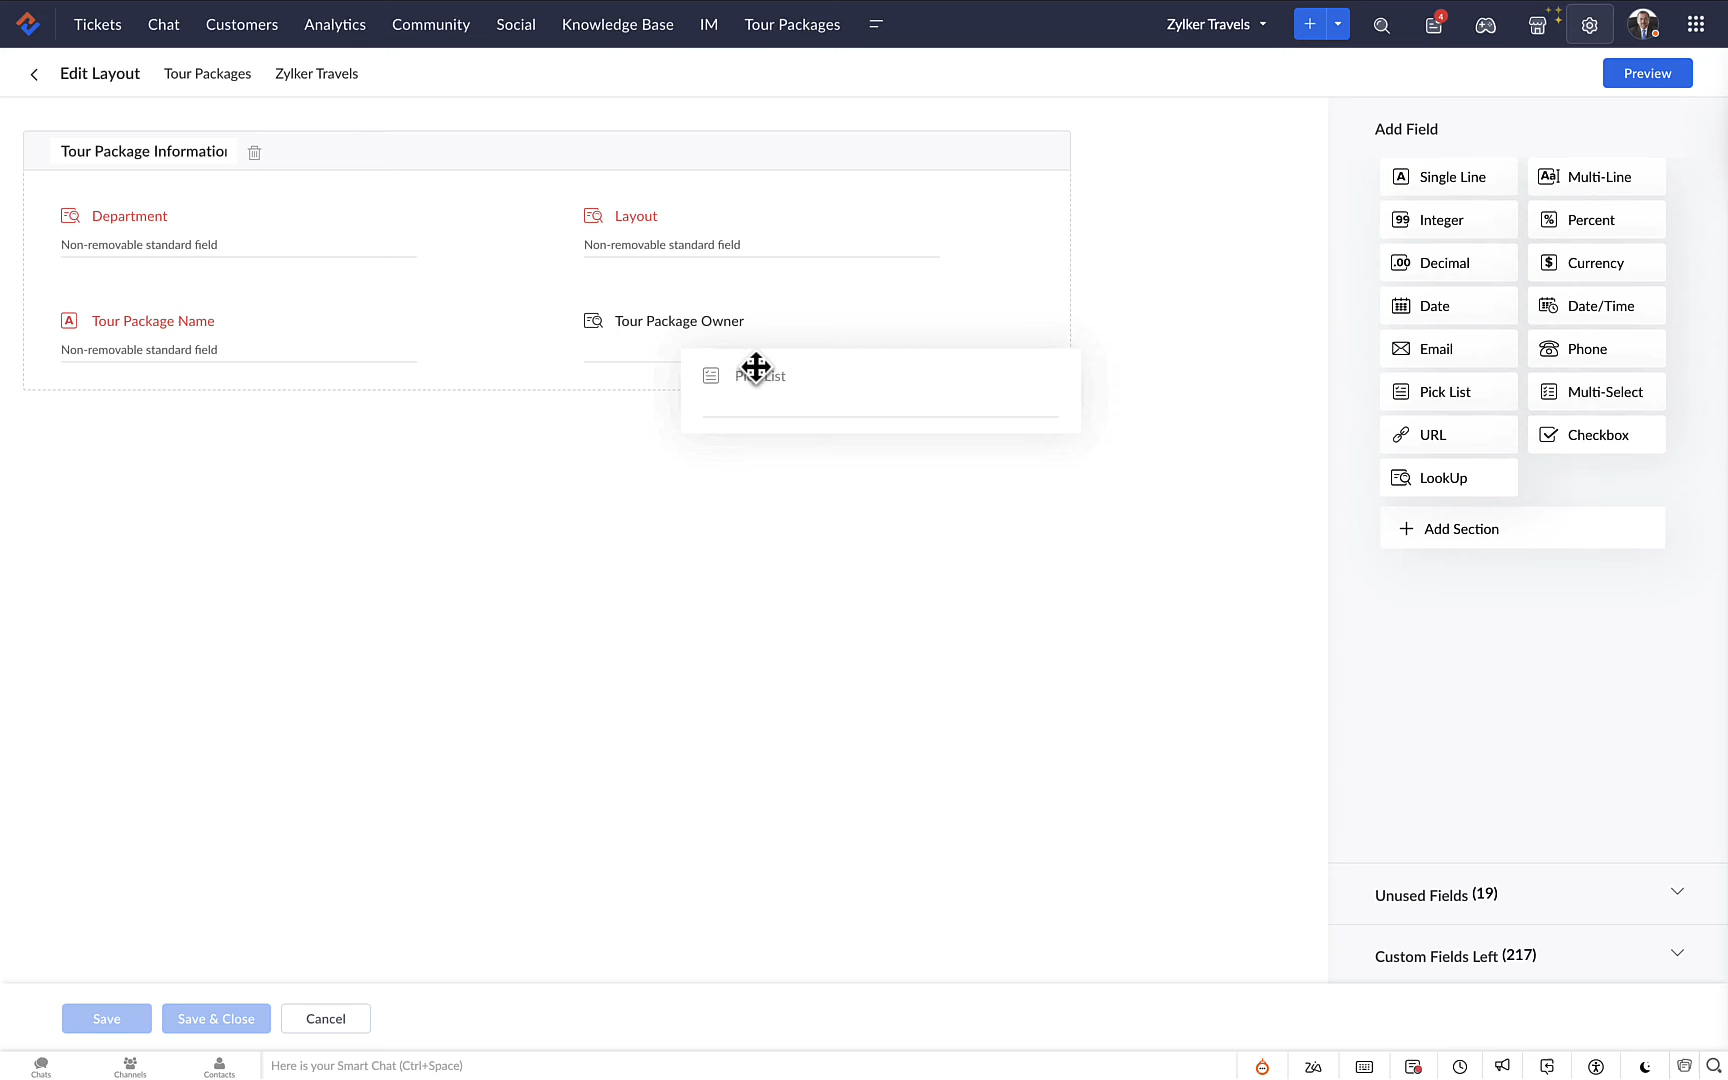 Tickets Chat Customers Analytics Community Social Knowledge Base IM Tour Packages Zylker Travels 4
Edit Layout Tour Packages Zylker Travels Preview
Add Field
Tour Package Information
Single Line Multi-Line
Department Layout
Integer Percent
Non-removable standard field Non-removable standard field
Decimal Currency
Date Date/Time
Tour Package Name Tour Package Owner
Non-removable standard field
Email Phone
Pick List
Pick List Multi-Select
URL Checkbox
LookUp
Add Section
Unused Fields (19)
Custom Fields Left (217)
Save Save & Close Cancel
Here is your Smart Chat (Ctrl+Space)
Chats Channels Contacts